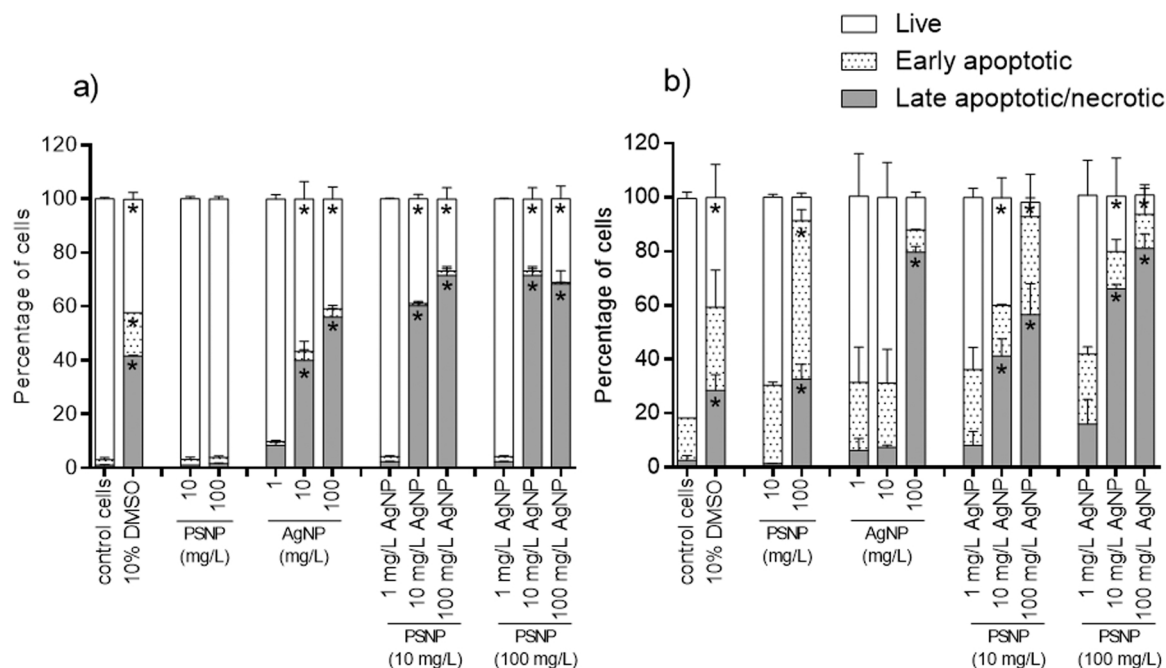 Live
Early apoptotic
Late apoptotic/necrotic
a)
Percentage of cells
120
100
80
60
40
20
0
* * * * * * * * * * * * * * * *
control cells
10% DMSO
10
100
PSNP
(mg/L)
1
10
100
AgNP
(mg/L)
1 mg/L AgNP
10 mg/L AgNP
100 mg/L AgNP
PSNP
(10 mg/L)
1 mg/L AgNP
10 mg/L AgNP
100 mg/L AgNP
PSNP
(100 mg/L)
b)
Percentage of cells
120
100
80
60
40
20
0
* * * * * * * * * * * * *
control cells
10% DMSO
10
100
PSNP
(mg/L)
1
10
100
AgNP
(mg/L)
1 mg/L AgNP
10 mg/L AgNP
100 mg/L AgNP
PSNP
(10 mg/L)
1 mg/L AgNP
10 mg/L AgNP
100 mg/L AgNP
PSNP
(100 mg/L)